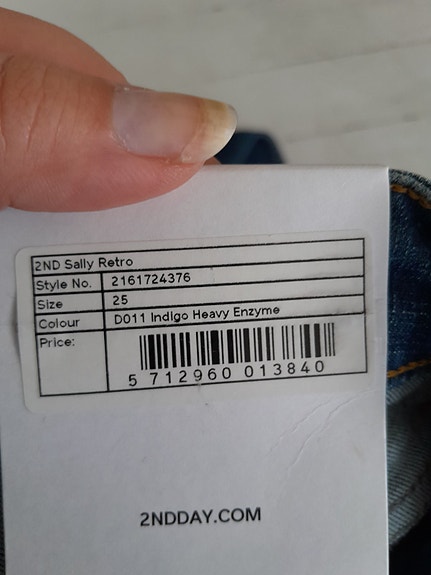 2ND Sally Retro
Style No. 2161724376
Size 25
Colour D011 Indigo Heavy Enzyme
Price:
5 712960 013840
2NDDAY.COM